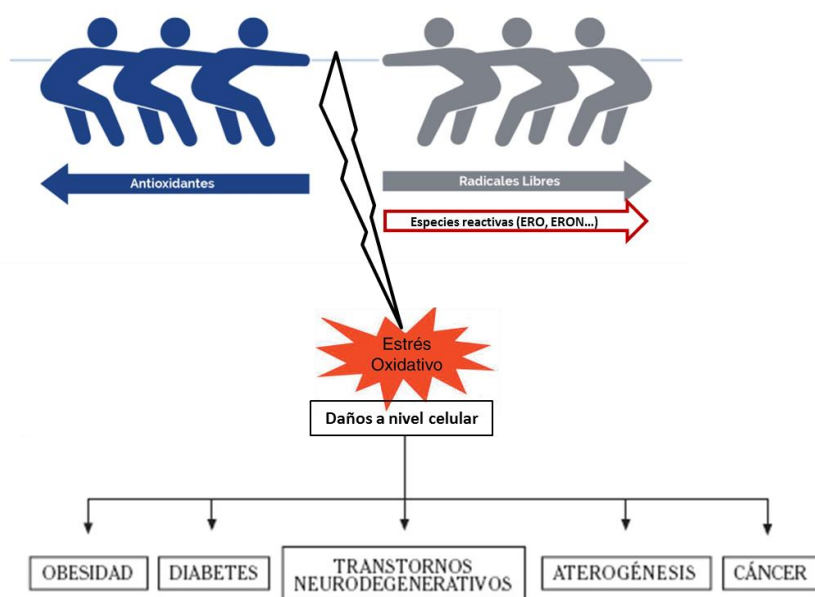 Antioxidantes
Radicales Libres
Especies reactivas (ERO, ERON...)
Estrés
Oxidativo
Daños a nivel celular
OBESIDAD
DIABETES
TRANSTORNOS
NEURODEGENERATIVOS
ATEROGÉNESIS
CÁNCER